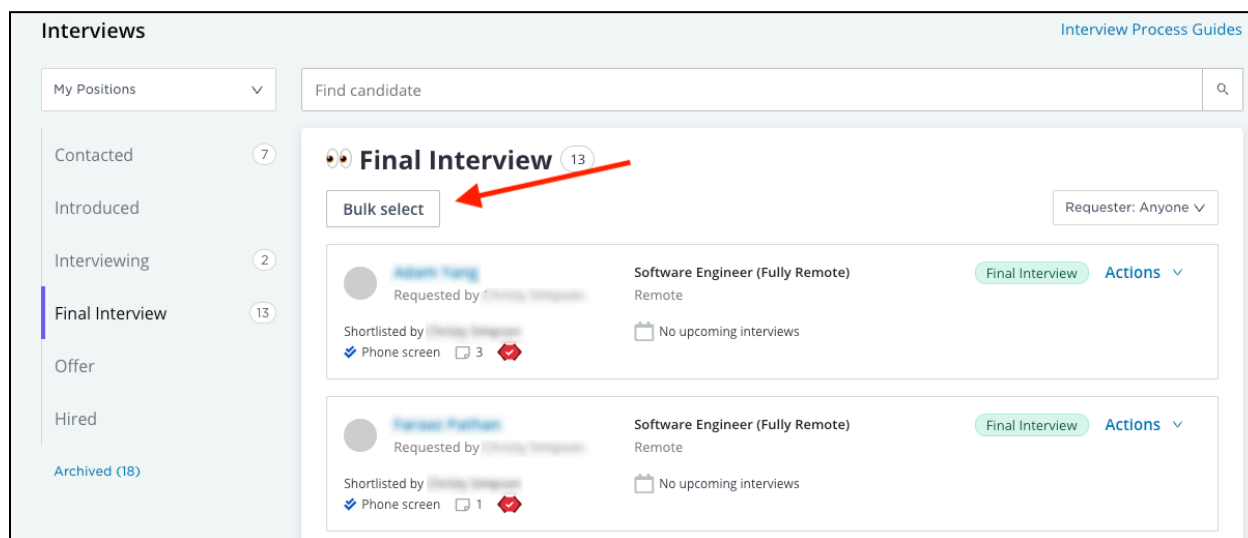 Interviews
Interview Process Guides
My Positions
Find candidate
Contacted 7
Introduced
Interviewing 2
Final Interview 13
Offer
Hired
Archived (18)
👀 Final Interview 13
Bulk select
Requester: Anyone
Software Engineer (Fully Remote)
Final Interview
Actions
Requested by
Remote
Shortlisted by
No upcoming interviews
Phone screen 3
Software Engineer (Fully Remote)
Final Interview
Actions
Requested by
Remote
Shortlisted by
No upcoming interviews
Phone screen 1